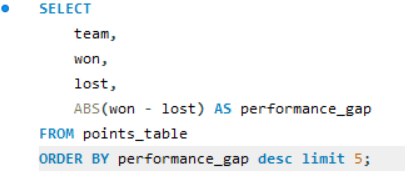 SELECT
team,
won,
lost,
ABS(won - lost) AS performance_gap
FROM points_table
ORDER BY performance_gap desc limit 5;